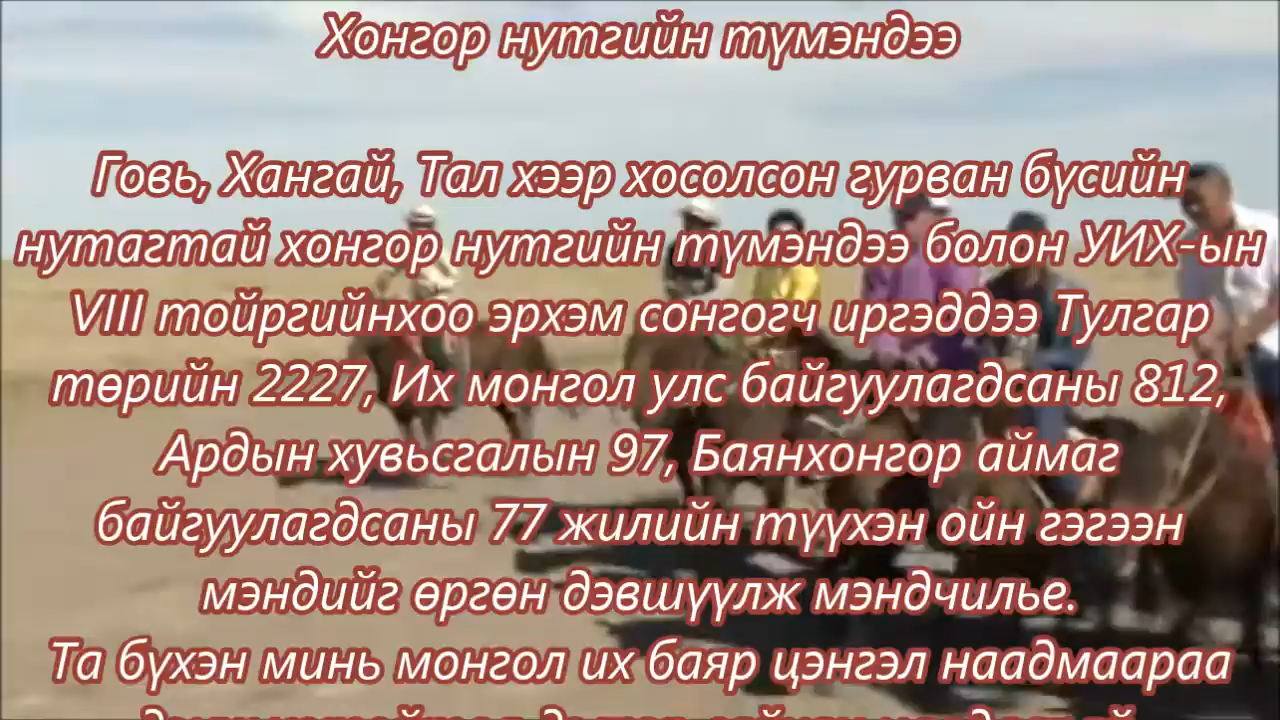 Хонгор нутгийн түмэндээ
Говь, Хангай, Тал хээр хосолсон гурван бүсийн
нутагтай хонгор нутгийн түмэндээ болон УИХ-ын
VIII тойргийнхоо эрхэм сонгогч иргэддээ Тулгар
төрийн 2227, Их монгол улс байгуулагдсаны 812,
Ардын хувьсгалын 97, Баянхонгор аймаг
байгуулагдсаны 77 жилийн түүхэн ойн гэгээн
мэндийг өргөн дэвшүүлж мэндчилье.
Та бүхэн минь монгол их баяр цэнгэл наадмаараа